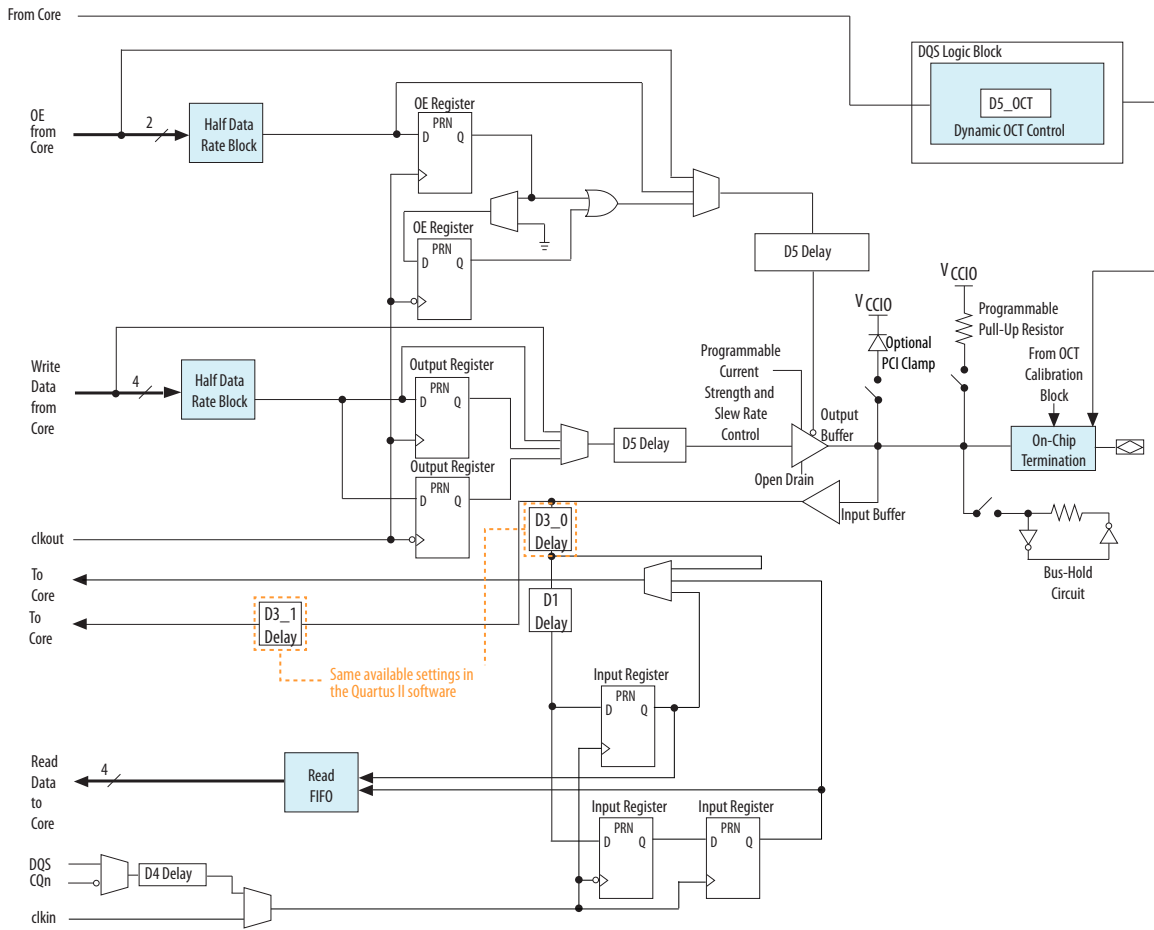 From Core
DQS Logic Block
D5_OCT
Dynamic OCT Control
OE
from
Core
2
Half Data
Rate Block
OE Register
PRN
D
Q
OE Register
PRN
D
Q
D5 Delay
VCCIO
VCCIO
Programmable
Pull-Up Resistor
Optional
PCI Clamp
From OCT
Calibration
Block
Write
Data
from
Core
4
Half Data
Rate Block
Output Register
PRN
D
Q
Output Register
PRN
D
Q
D5 Delay
Programmable
Current
Strength and
Slew Rate
Control
Output
Buffer
Open Drain
Input Buffer
On-Chip
Termination
Bus-Hold
Circuit
clkout
D3_0
Delay
To
Core
To
Core
D3_1
Delay
D1
Delay
Same available settings in
the Quartus II software
Input Register
PRN
D
Q
Read
Data
to
Core
4
Read
FIFO
Input Register
PRN
D
Q
Input Register
PRN
D
Q
DQS
CQn
D4 Delay
clkin